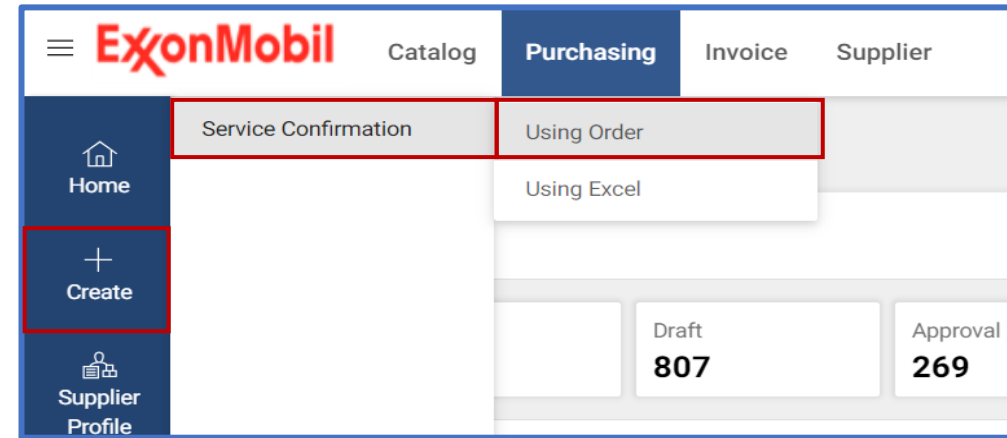 ExxonMobil Catalog Purchasing Invoice Supplier
Service Confirmation Using Order
Home
Using Excel
Create
Draft Approval
807 269
Supplier
Profile